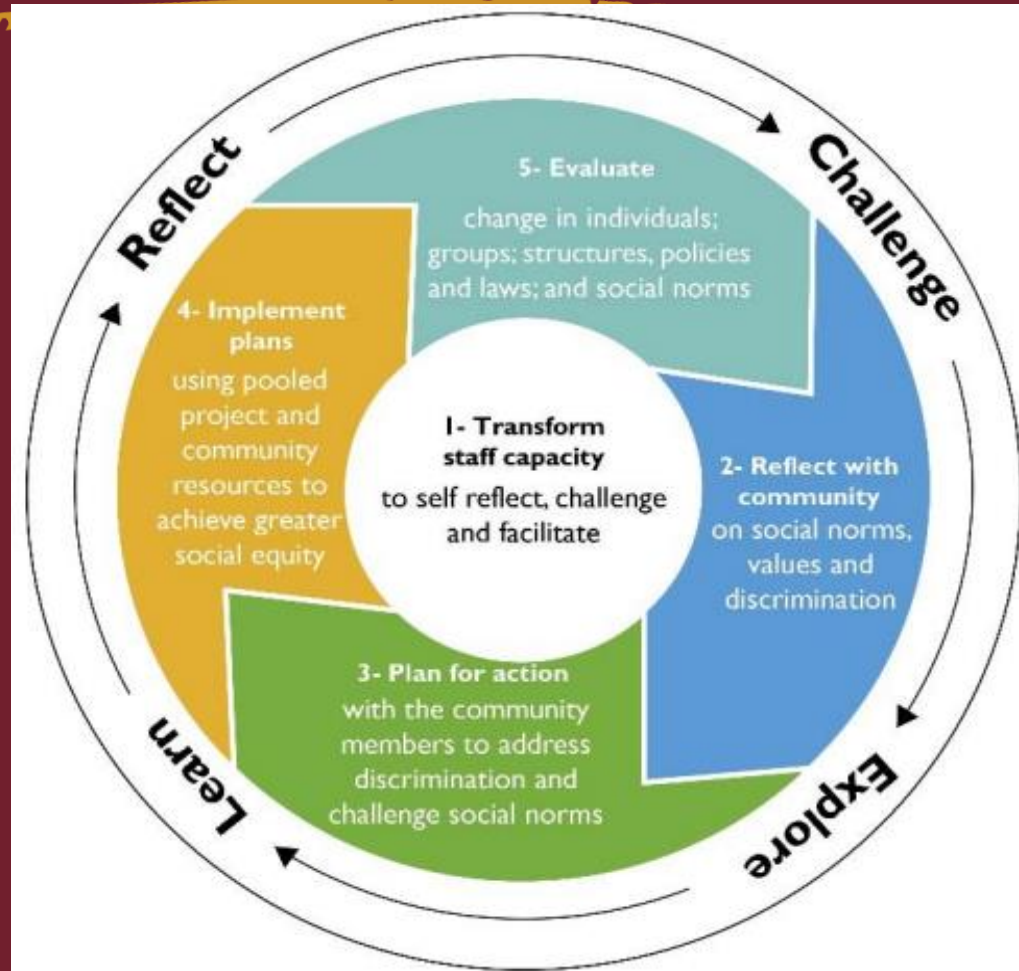 Reflect
Challenge
Explore
Learn
1- Transform
staff capacity
to self reflect, challenge
and facilitate
2- Reflect with
community
on social norms,
values and
discrimination
3- Plan for action
with the community
members to address
discrimination and
challenge social norms
4- Implement
plans
using pooled
project and
community
resources to
achieve greater
social equity
5- Evaluate
change in individuals;
groups; structures, policies
and laws; and social norms